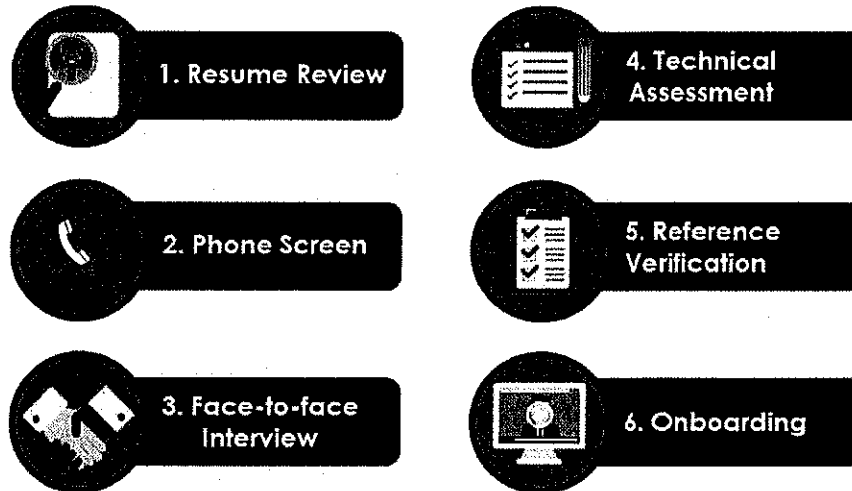 1. Resume Review
2. Phone Screen
3. Face-to-face
Interview
4. Technical
Assessment
5. Reference
Verification
6. Onboarding